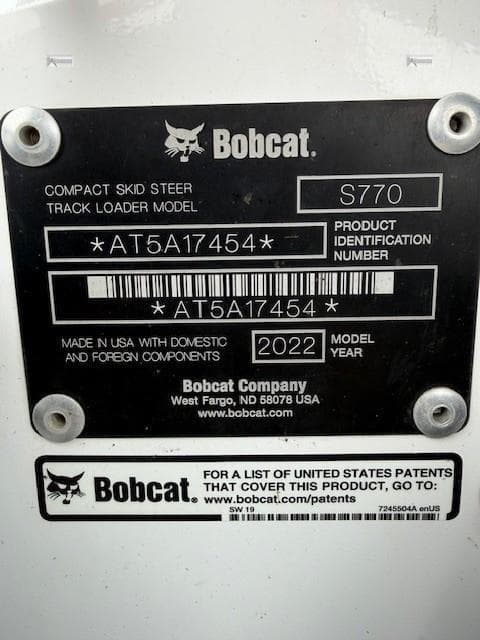 Bobcat.
COMPACT SKID STEER
TRACK LOADER MODEL
S770
*AT5A17454*
PRODUCT
IDENTIFICATION
NUMBER
*AT5A17454*
MADE IN USA WITH DOMESTIC
AND FOREIGN COMPONENTS
2022
MODEL
YEAR
Bobcat Company
West Fargo, ND 58078 USA
www.bobcat.com
Bobcat®
FOR A LIST OF UNITED STATES PATENTS
THAT COVER THIS PRODUCT, GO TO:
www.bobcat.com/patents
SW 19
7245504A enUS